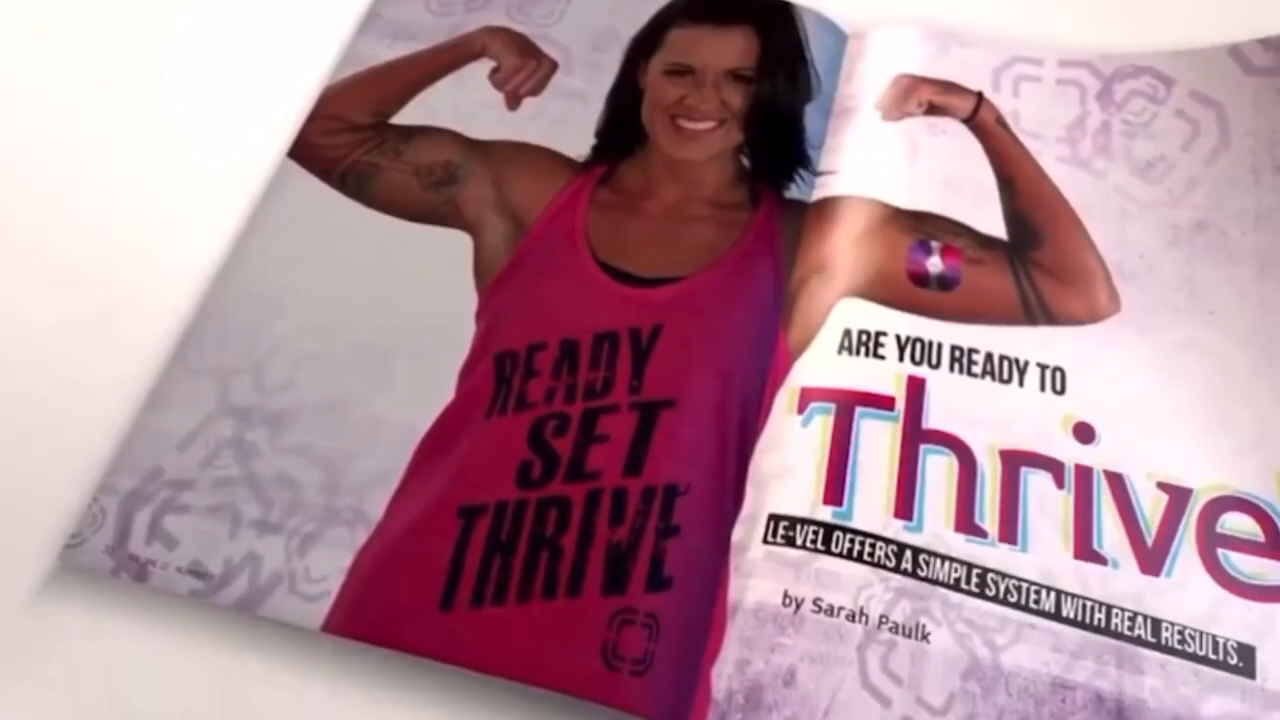 READY
SET
THRIVE
ARE YOU READY TO
Thrive
LE-VEL OFFERS A SIMPLE SYSTEM WITH REAL RESULTS.
by Sarah Paulk